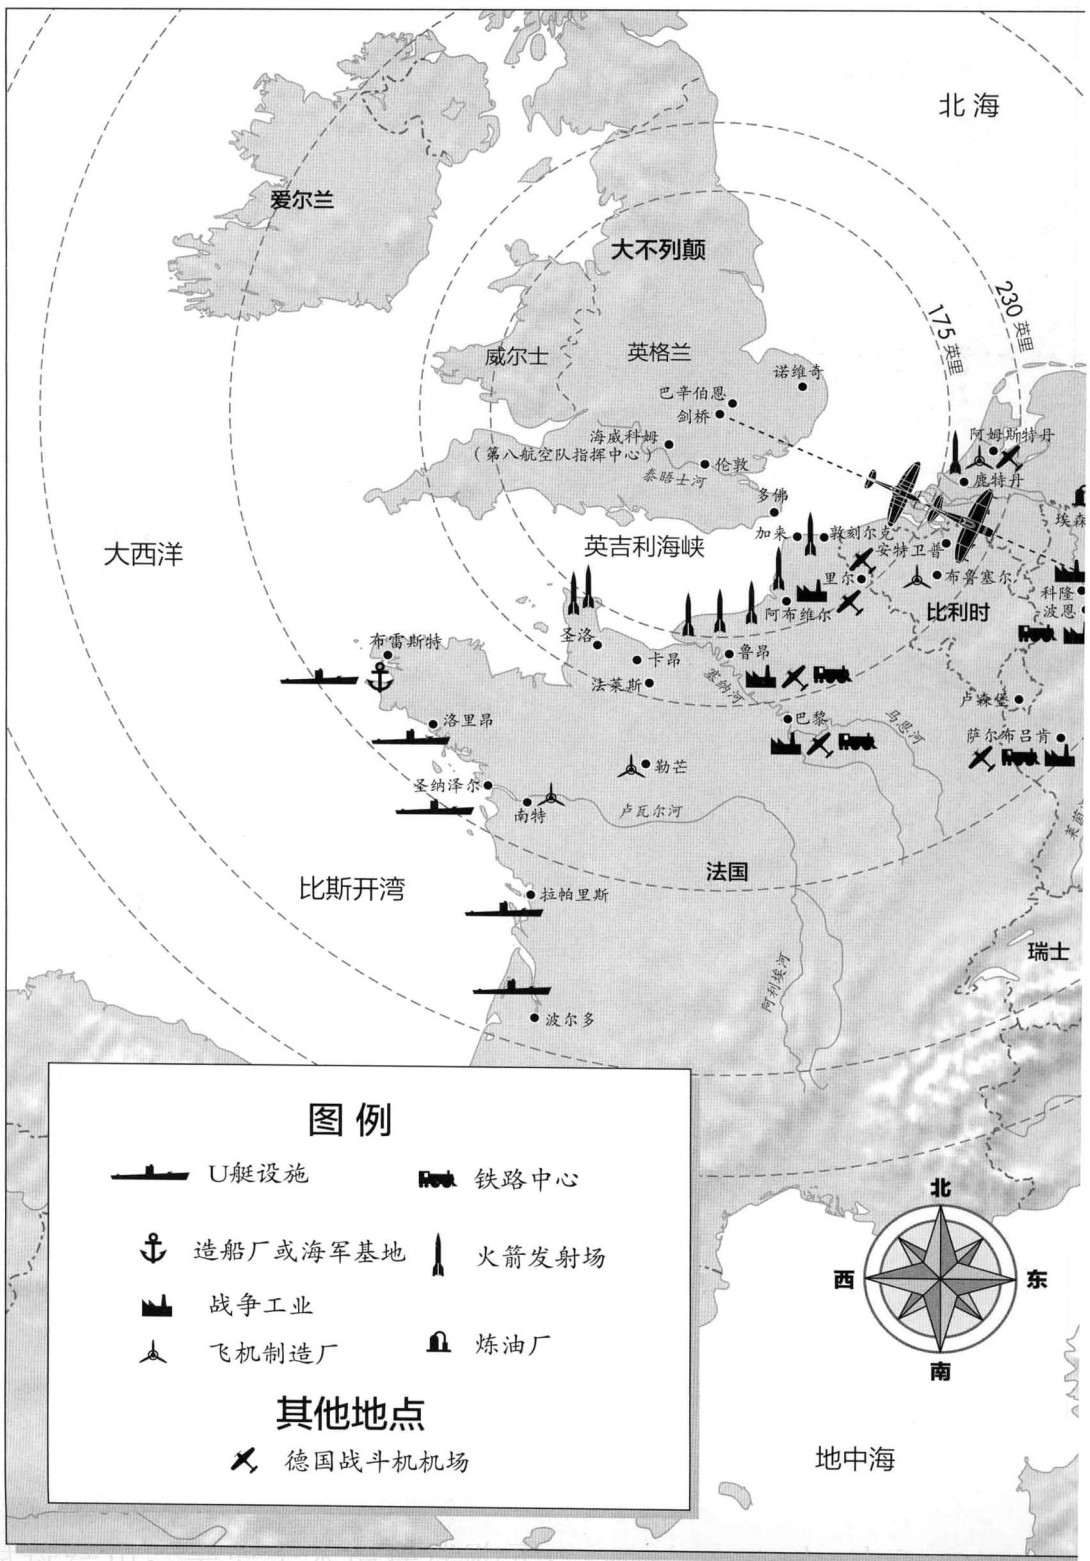 北海
爱尔兰
大不列颠
230英里
175英里
威尔士
英格兰
诺维奇
巴辛伯恩
剑桥
海威科姆
（第八航空队指挥中心）
伦敦
泰晤士河
阿姆斯特丹
鹿特丹
多佛
埃森
大西洋
英吉利海峡
加来
敦刻尔克
安特卫普
里尔
布鲁塞尔
科隆
波恩
阿布维尔
比利时
布雷斯特
圣洛
卡昂
鲁昂
法莱斯
塞纳河
卢森堡
洛里昂
巴黎
马恩河
萨尔布吕肯
勒芒
圣纳泽尔
南特
卢瓦尔河
莱茵
法国
比斯开湾
拉帕里斯
瑞士
阿利埃河
波尔多
图例
U艇设施
铁路中心
造船厂或海军基地
火箭发射场
战争工业
飞机制造厂
炼油厂
其他地点
德国战斗机机场
北
西
东
南
地中海